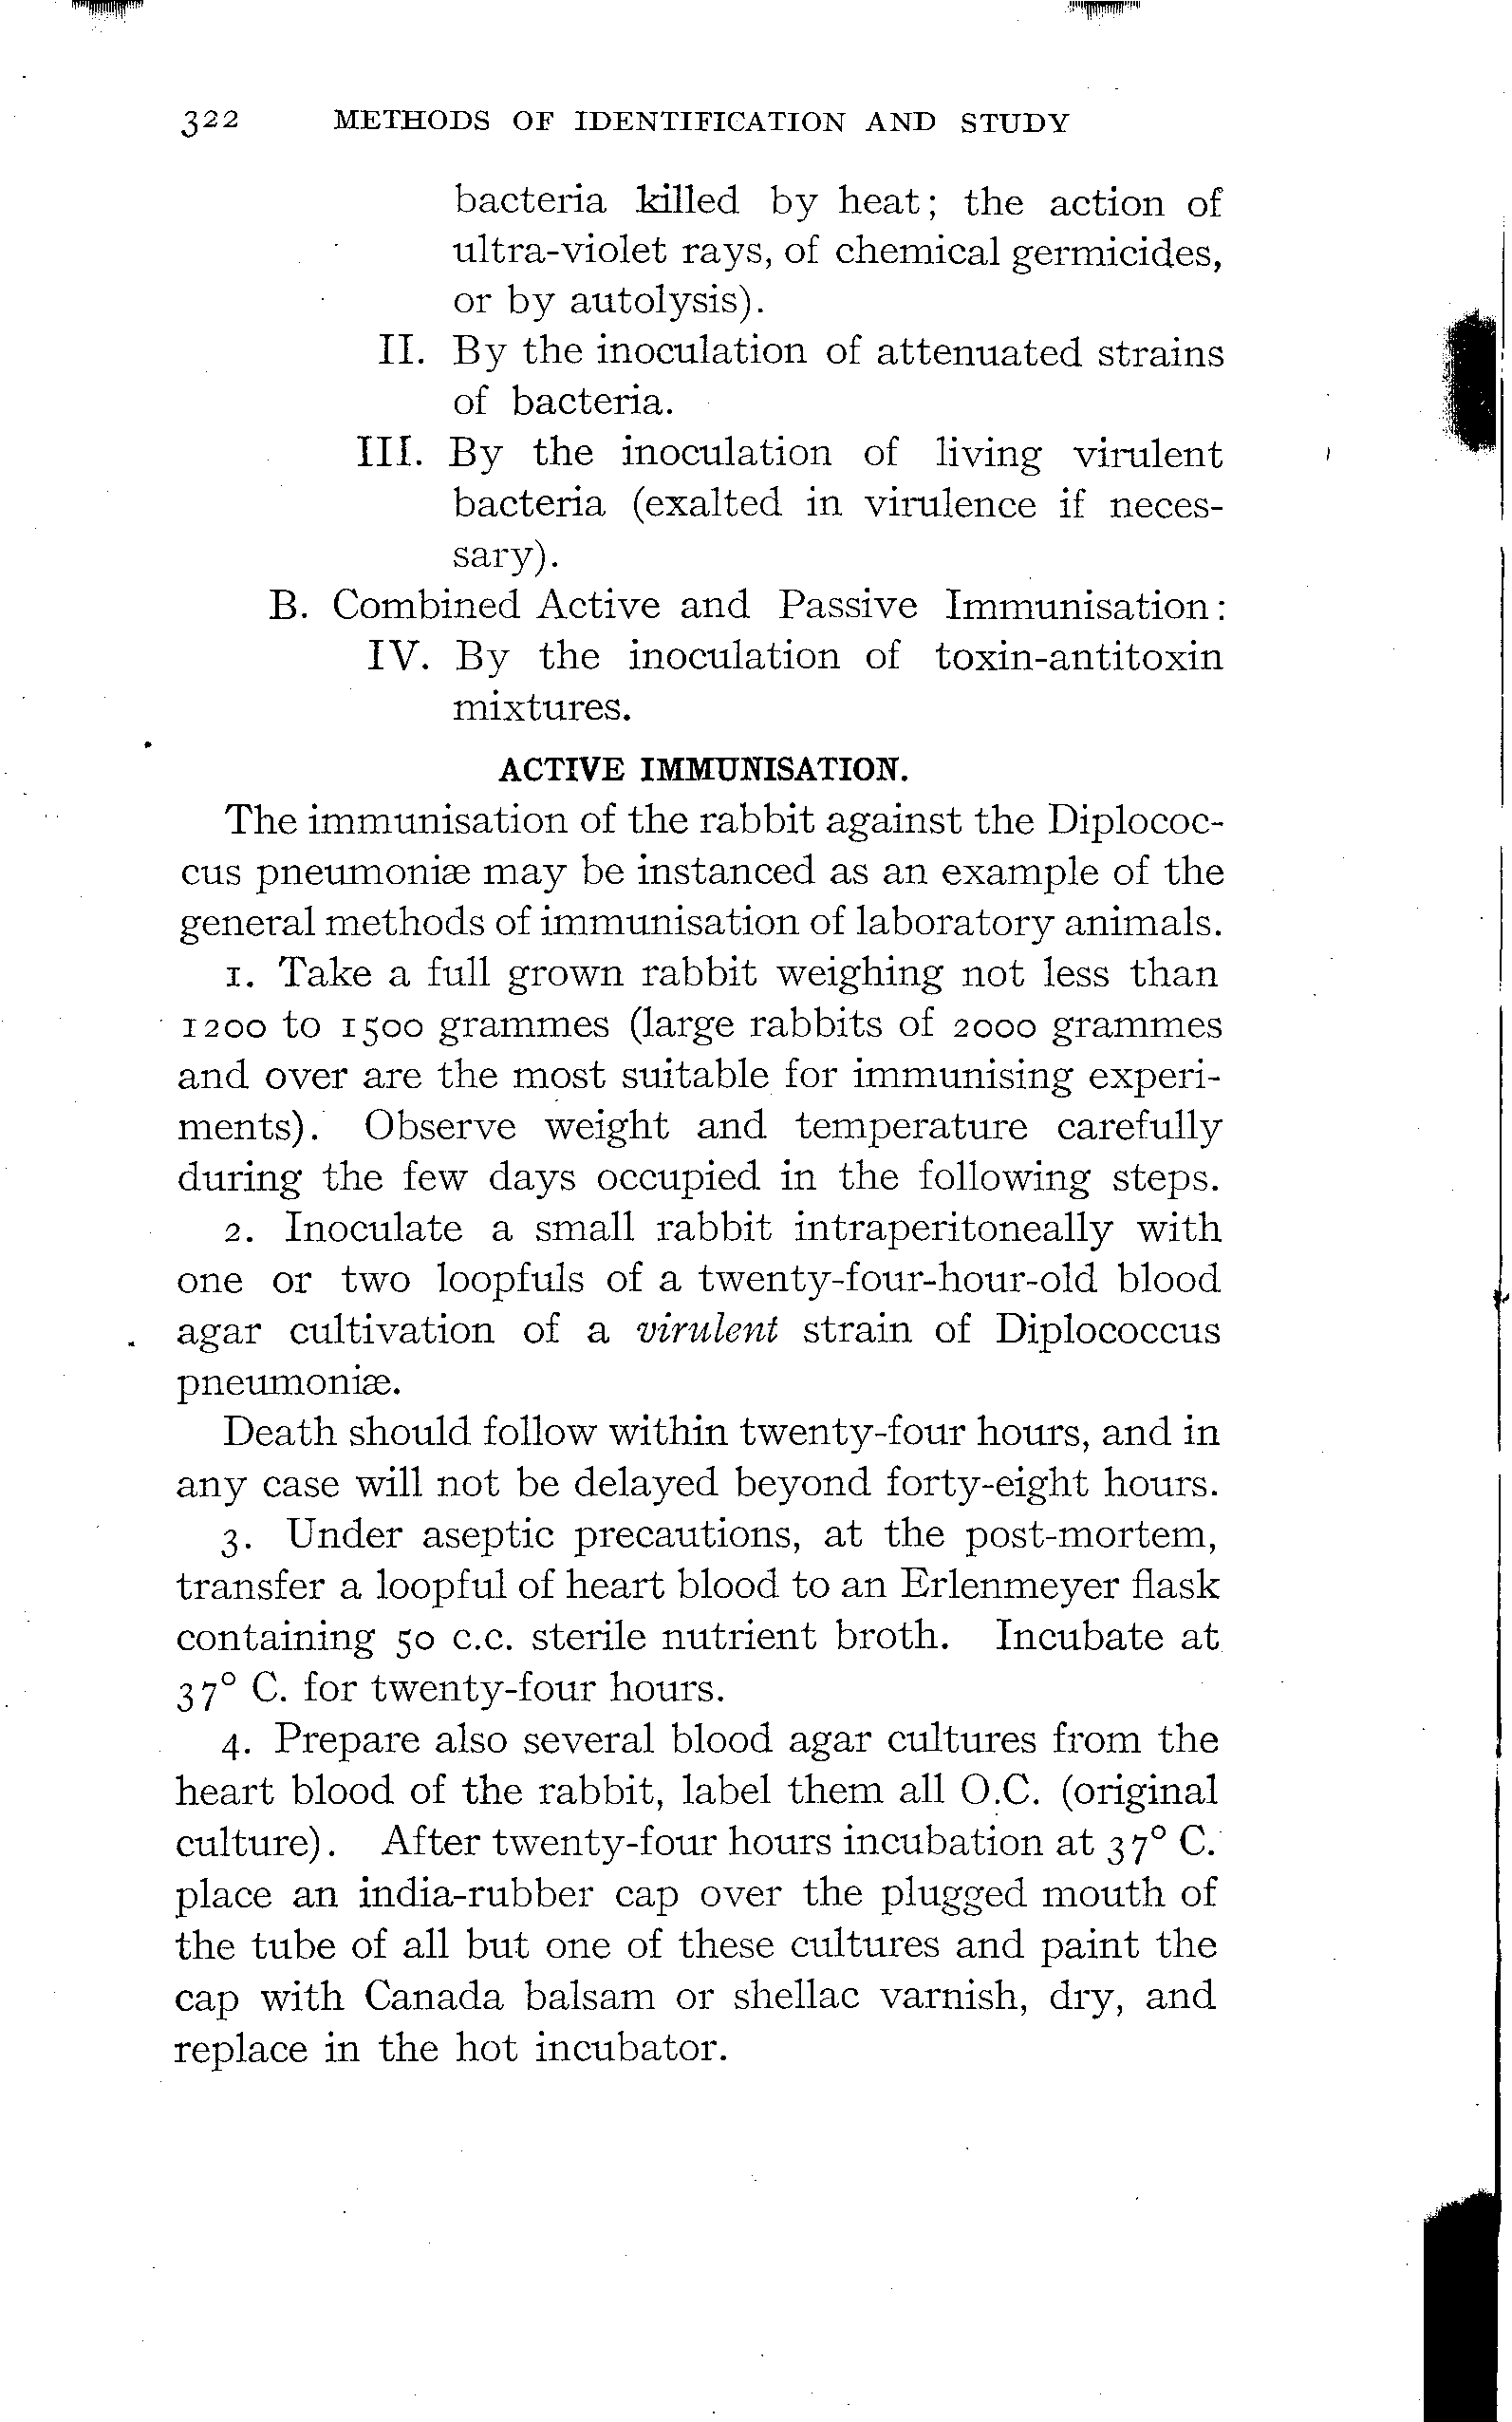 322 METHODS OF IDENTIFICATION AND STUDY
bacteria killed by heat; the action of
ultra-violet rays, of chemical germicides,
or by autolysis).
II. By the inoculation of attenuated strains
of bacteria.
III. By the inoculation of living virulent
bacteria (exalted in virulence if neces-
sary).
B. Combined Active and Passive Immunisation:
IV. By the inoculation of toxin-antitoxin
mixtures.
ACTIVE IMMUNISATION.
The immunisation of the rabbit against the Diplococ-
cus pneumoniæ may be instanced as an example of the
general methods of immunisation of laboratory animals.
1. Take a full grown rabbit weighing not less than
1200 to 1500 grammes (large rabbits of 2000 grammes
and over are the most suitable for immunising experi-
ments). Observe weight and temperature carefully
during the few days occupied in the following steps.
2. Inoculate a small rabbit intraperitoneally with
one or two loopfuls of a twenty-four-hour-old blood
agar cultivation of a virulent strain of Diplococcus
pneumoniæ.
Death should follow within twenty-four hours, and in
any case will not be delayed beyond forty-eight hours.
3. Under aseptic precautions, at the post-mortem,
transfer a loopful of heart blood to an Erlenmeyer flask
containing 50 c.c. sterile nutrient broth. Incubate at
37° C. for twenty-four hours.
4. Prepare also several blood agar cultures from the
heart blood of the rabbit, label them all O.C. (original
culture). After twenty-four hours incubation at 37° C.
place an india-rubber cap over the plugged mouth of
the tube of all but one of these cultures and paint the
cap with Canada balsam or shellac varnish, dry, and
replace in the hot incubator.